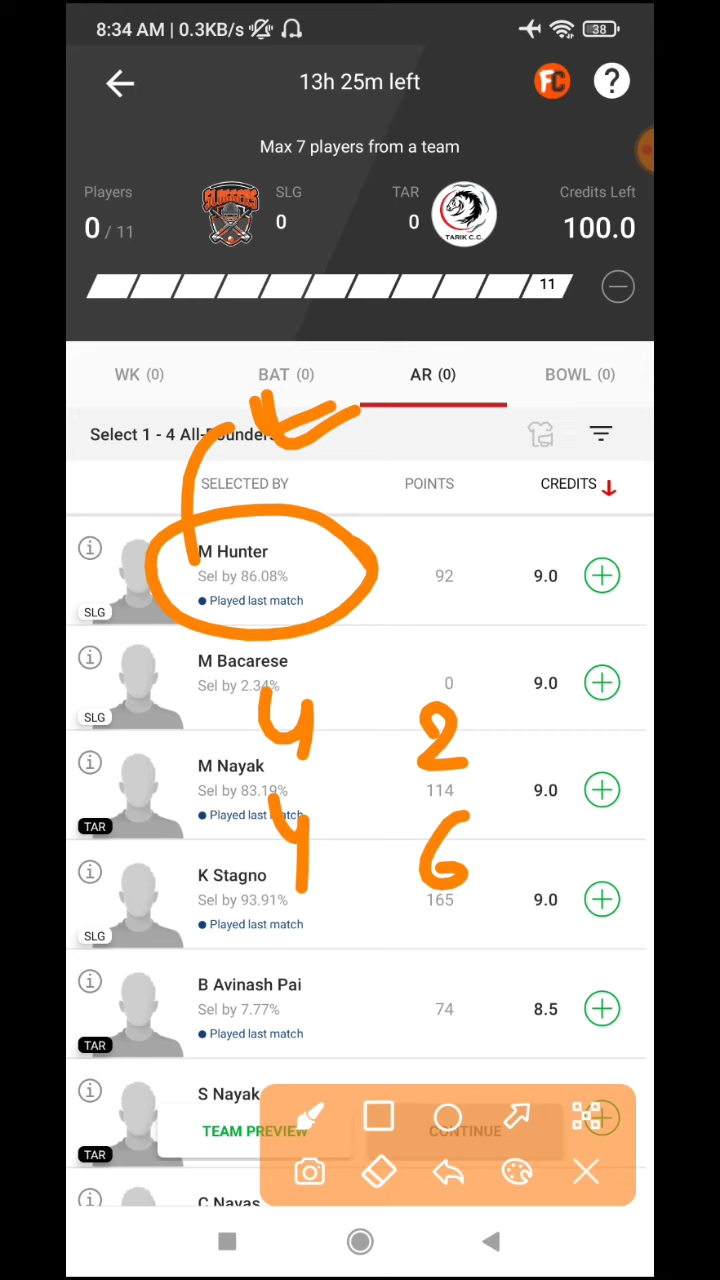 8:34 AM | 0.3KB/s 38
13h 25m left FC ?
Max 7 players from a team
Players SLG TAR Credits Left
0 / 11 SLOGGERS 0 0 TARIK C.C. 100.0
11
WK (0) BAT (0) AR (0) BOWL (0)
Select 1 - 4 All-Rounders
SELECTED BY POINTS CREDITS
M Hunter
Sel by 86.08% 92 9.0
Played last match
SLG
M Bacarese
Sel by 2.34% 0 9.0
SLG
4 2
M Nayak
Sel by 83.19% 114 9.0
Played last match
TAR
4 6
K Stagno
Sel by 93.91% 165 9.0
Played last match
SLG
B Avinash Pai
Sel by 7.77% 74 8.5
Played last match
TAR
S Nayak
TEAM PREVIEW CONTINUE
TAR
C Navas